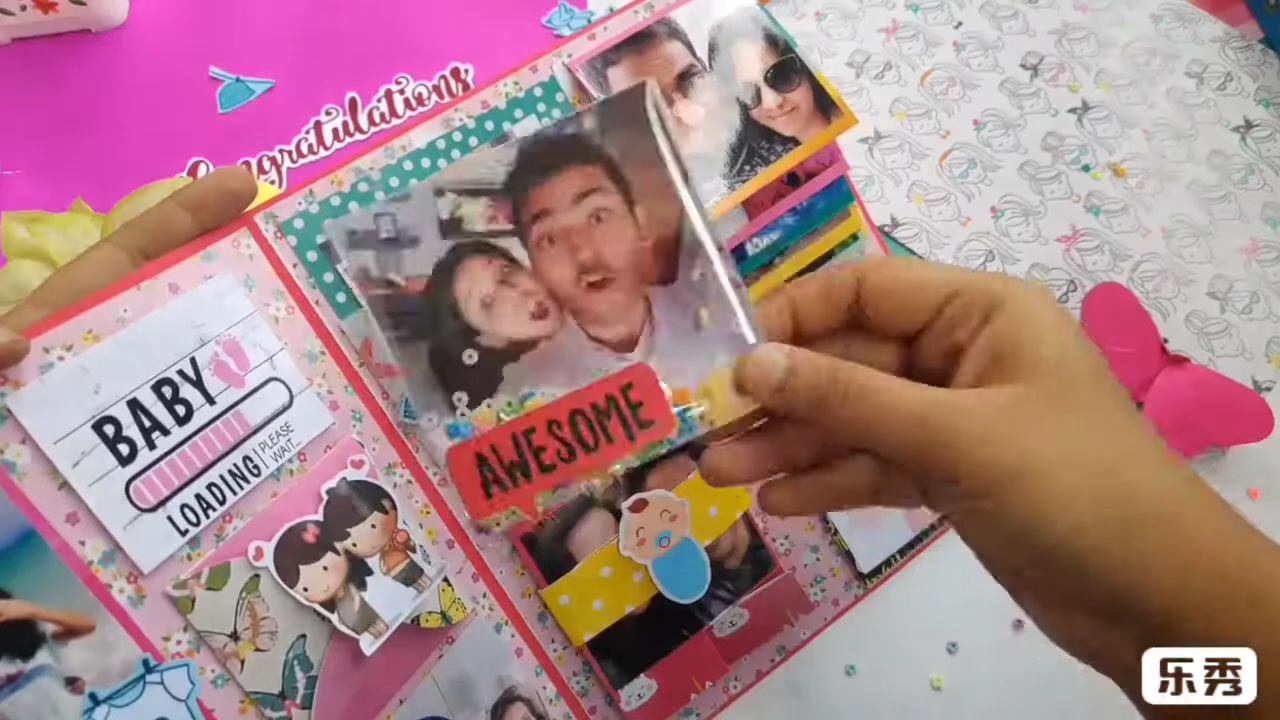 Congratulations
BABY
LOADING
PLEASE
WAIT...
AWESOME
乐秀